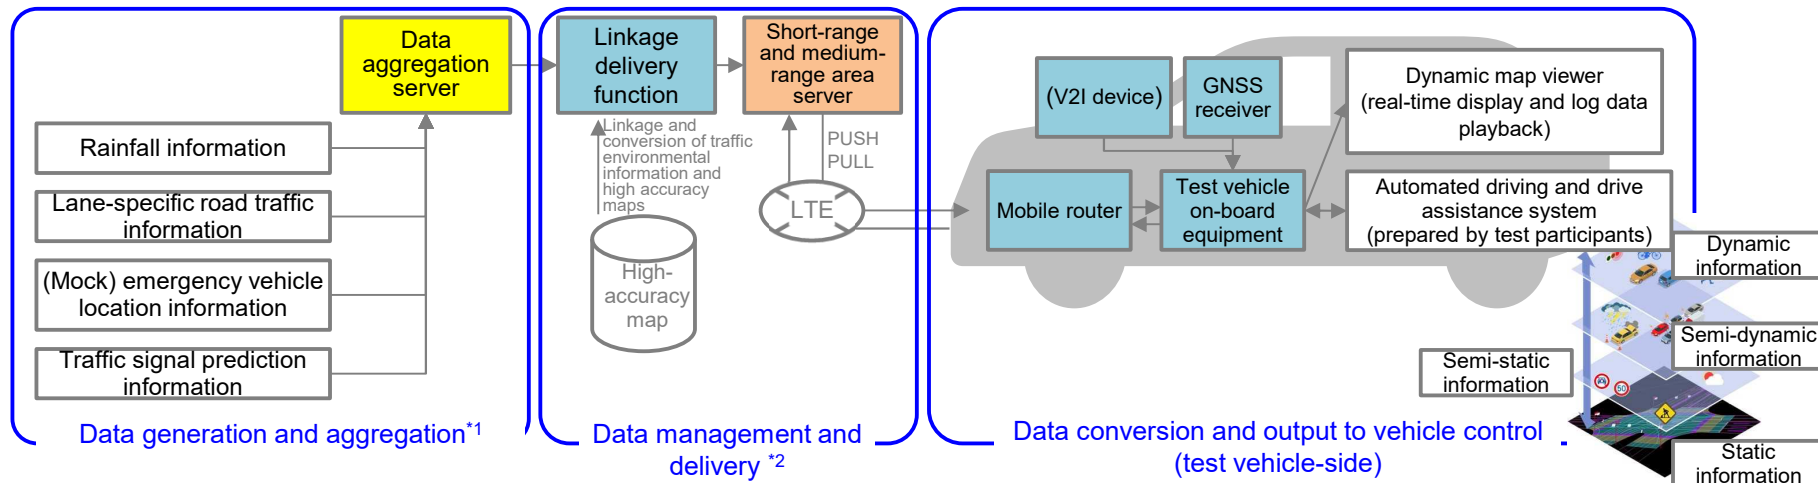 Data
aggregation
server
Rainfall information
Lane-specific road traffic
information
(Mock) emergency vehicle
location information
Traffic signal prediction
information
Data generation and aggregation*1
Linkage
delivery
function
Short-range
and medium-
range area
server
Linkage and
conversion of traffic
environmental
information and
high accuracy
maps
PUSH
PULL
LTE
High-
accuracy
map
Data management and
delivery *2
(V2I device)
GNSS
receiver
Dynamic map viewer
(real-time display and log data
playback)
Mobile router
Test vehicle
on-board
equipment
Automated driving and drive
assistance system
(prepared by test participants)
Dynamic
information
Semi-dynamic
information
Semi-static
information
50
Static
information
Data conversion and output to vehicle control
(test vehicle-side)